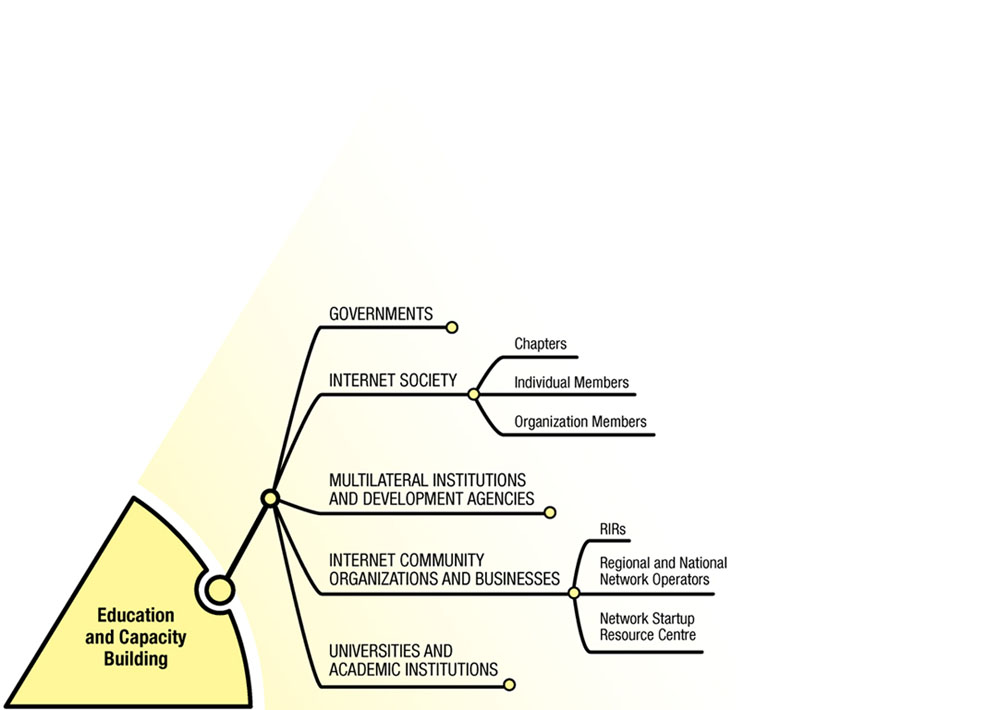 GOVERNMENTS
INTERNET SOCIETY
Chapters
Individual Members
Organization Members
MULTILATERAL INSTITUTIONS
AND DEVELOPMENT AGENCIES
INTERNET COMMUNITY
ORGANIZATIONS AND BUSINESSES
RIRs
Regional and National
Network Operators
Network Startup
Resource Centre
UNIVERSITIES AND
ACADEMIC INSTITUTIONS
Education
and Capacity
Building